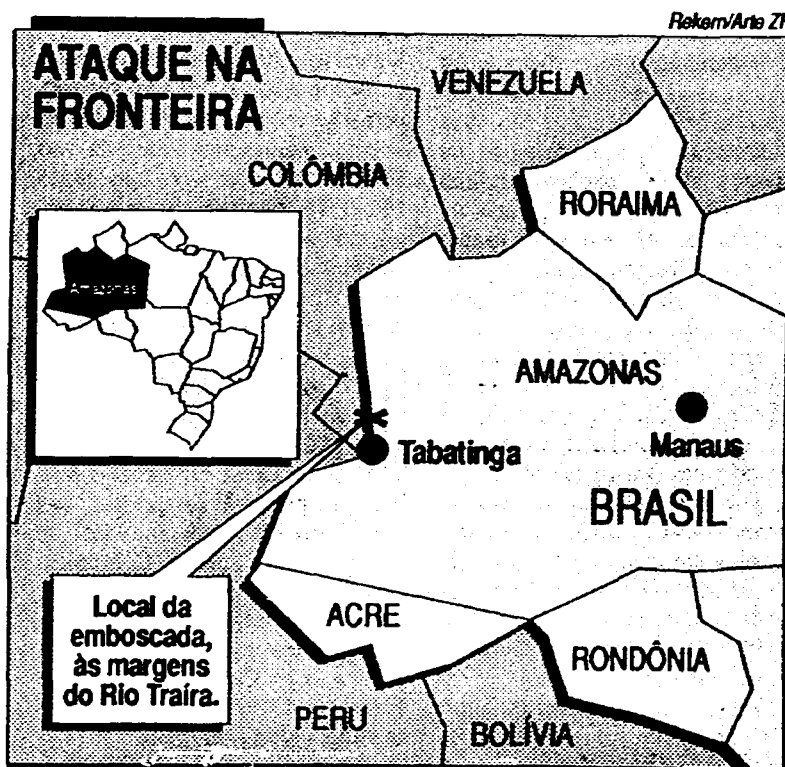 Rekern/Arte ZH
ATAQUE NA
FRONTEIRA
VENEZUELA
COLÔMBIA
RORAIMA
Amazonas
AMAZONAS
Tabatinga
Manaus
BRASIL
Local da
emboscada,
às margens
do Rio Traíra.
ACRE
RONDÔNIA
PERU
BOLÍVIA